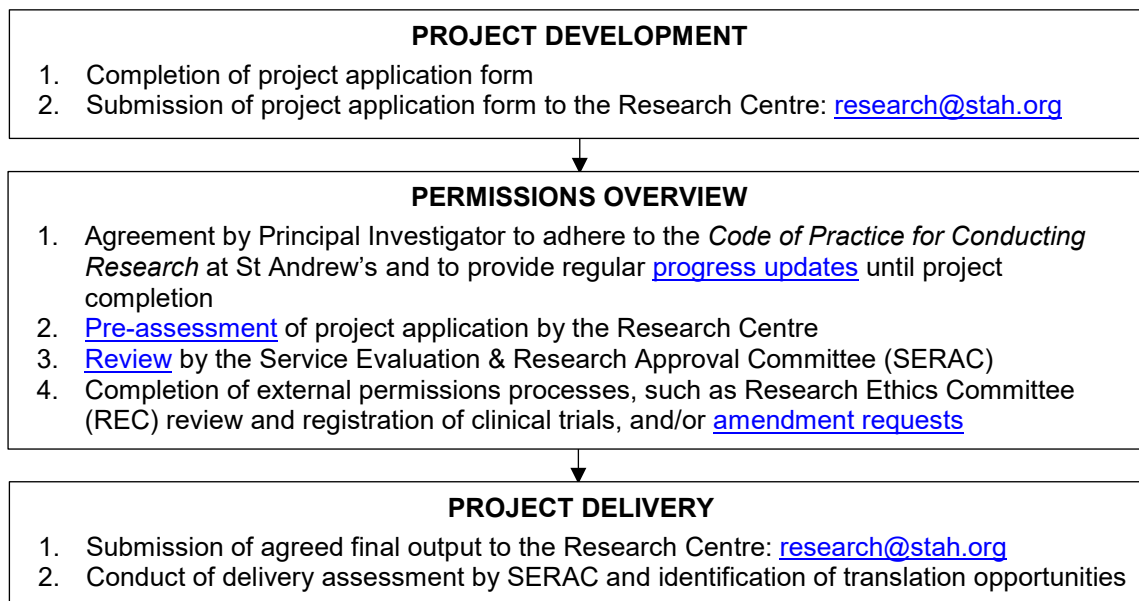 PROJECT DEVELOPMENT
1. Completion of project application form
2. Submission of project application form to the Research Centre: research@stah.org
PERMISSIONS OVERVIEW
1. Agreement by Principal Investigator to adhere to the Code of Practice for Conducting
Research at St Andrew's and to provide regular progress updates until project
completion
2. Pre-assessment of project application by the Research Centre
3. Review by the Service Evaluation & Research Approval Committee (SERAC)
4. Completion of external permissions processes, such as Research Ethics Committee
(REC) review and registration of clinical trials, and/or amendment requests
PROJECT DELIVERY
1. Submission of agreed final output to the Research Centre: research@stah.org
2. Conduct of delivery assessment by SERAC and identification of translation opportunities